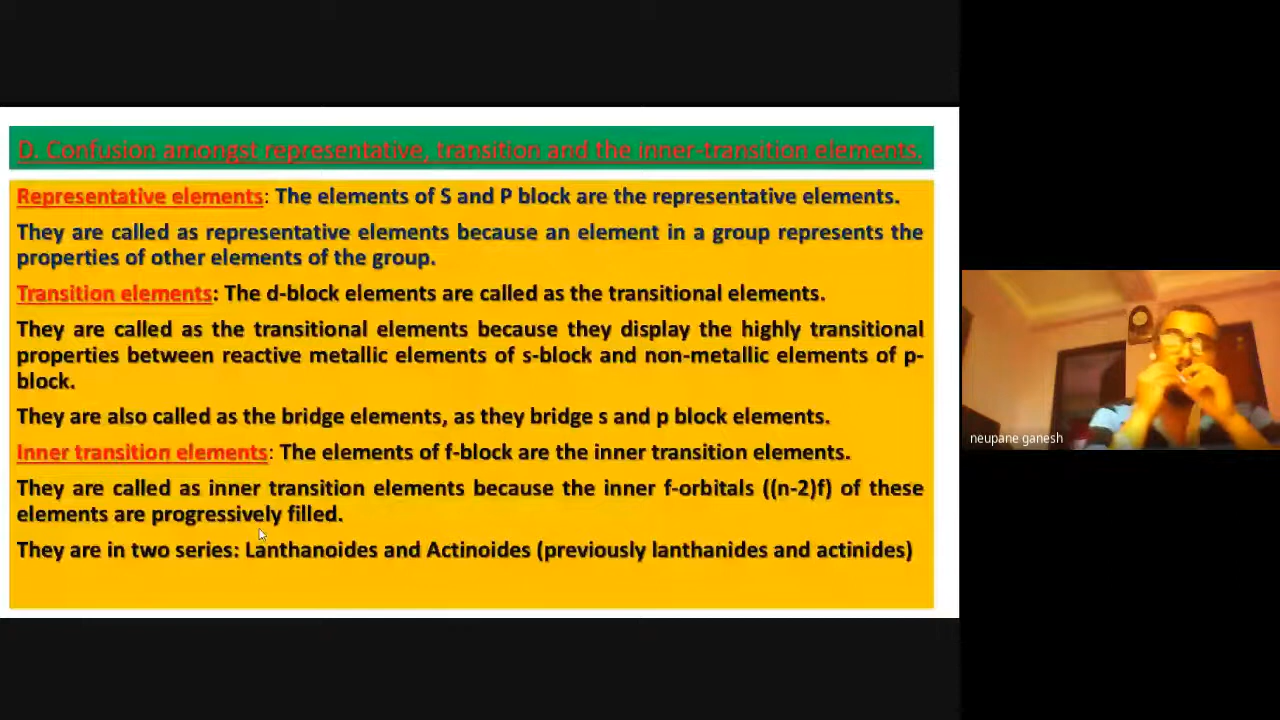 D. Confusion amongst representative, transition and the inner-transition elements.
Representative elements: The elements of S and P block are the representative elements.
They are called as representative elements because an element in a group represents the
properties of other elements of the group.
Transition elements: The d-block elements are called as the transitional elements.
They are called as the transitional elements because they display the highly transitional
properties between reactive metallic elements of s-block and non-metallic elements of p-
block.
They are also called as the bridge elements, as they bridge s and p block elements.
Inner transition elements: The elements of f-block are the inner transition elements.
They are called as inner transition elements because the inner f-orbitals ((n-2)f) of these
elements are progressively filled.
They are in two series: Lanthanoides and Actinoides (previously lanthanides and actinides)
neupane ganesh